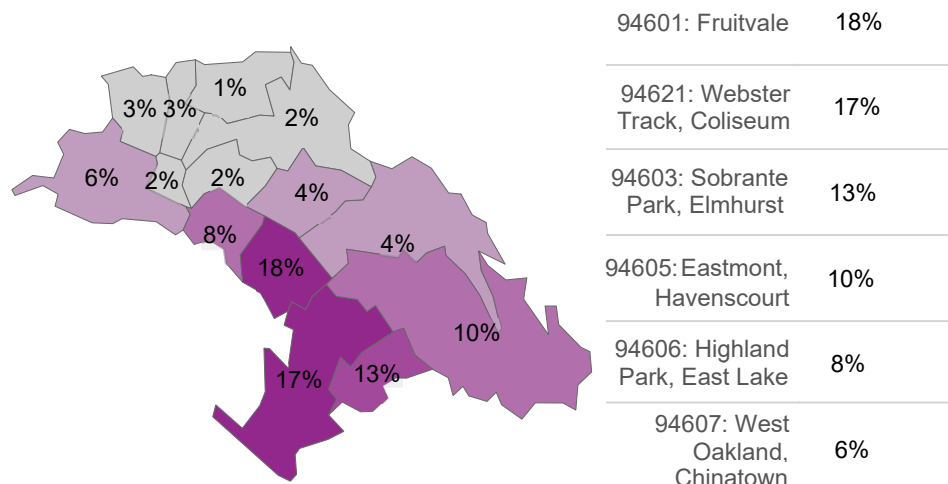 1%
3%
3%
2%
6%
2%
2%
4%
8%
4%
18%
10%
17%
13%
94601: Fruitvale 18%
94621: Webster
Track, Coliseum 17%
94603: Sobrante
Park, Elmhurst 13%
94605: Eastmont,
Havenscourt 10%
94606: Highland
Park, East Lake 8%
94607: West
Oakland, 6%
Chinatown